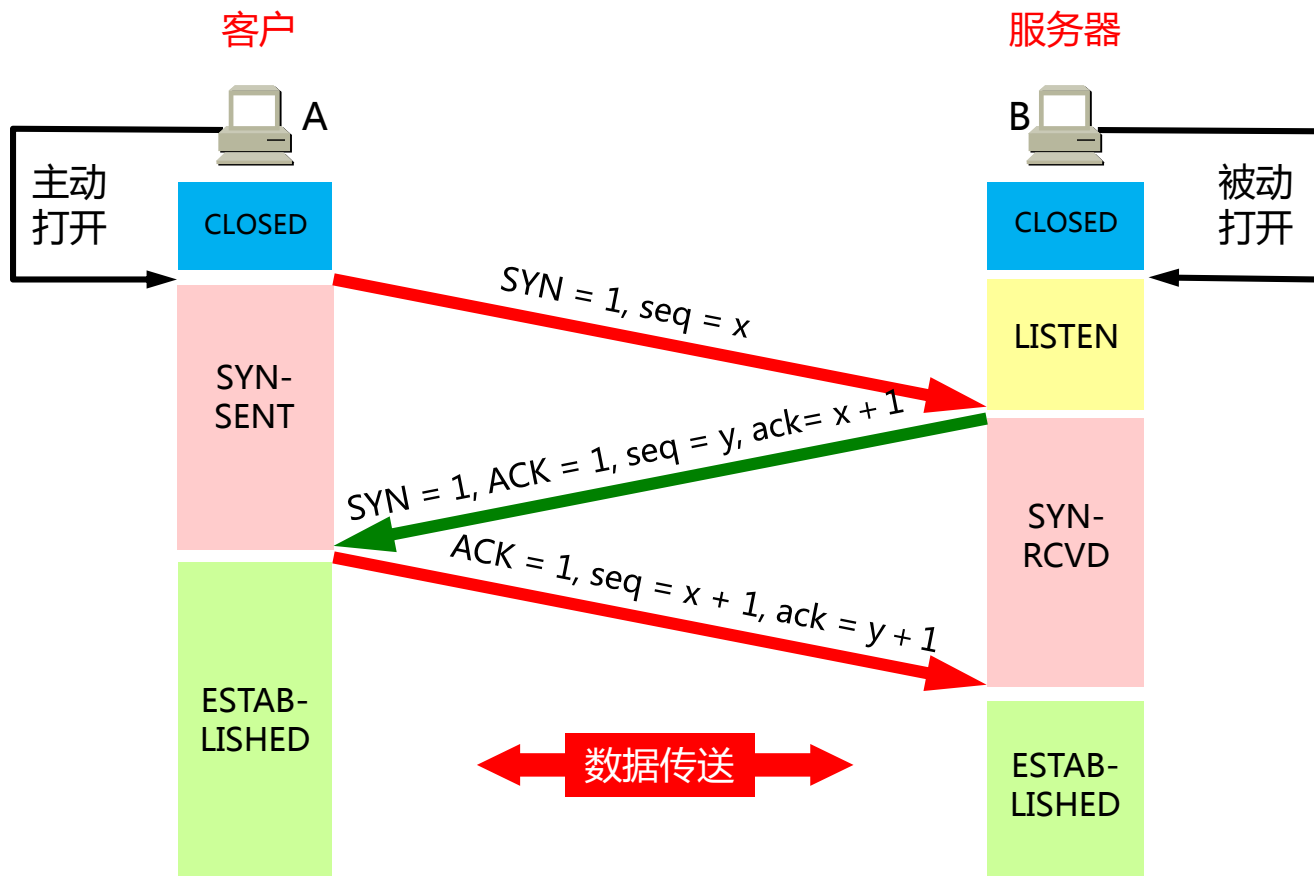 客户
服务器
A
B
主动
打开
被动
打开
CLOSED
CLOSED
SYN = 1, seq = x
LISTEN
SYN-
SENT
SYN = 1, ACK = 1, seq = y, ack= x + 1
SYN-
RCVD
ACK = 1, seq = x + 1, ack = y + 1
ESTAB-
LISHED
数据传送
ESTAB-
LISHED